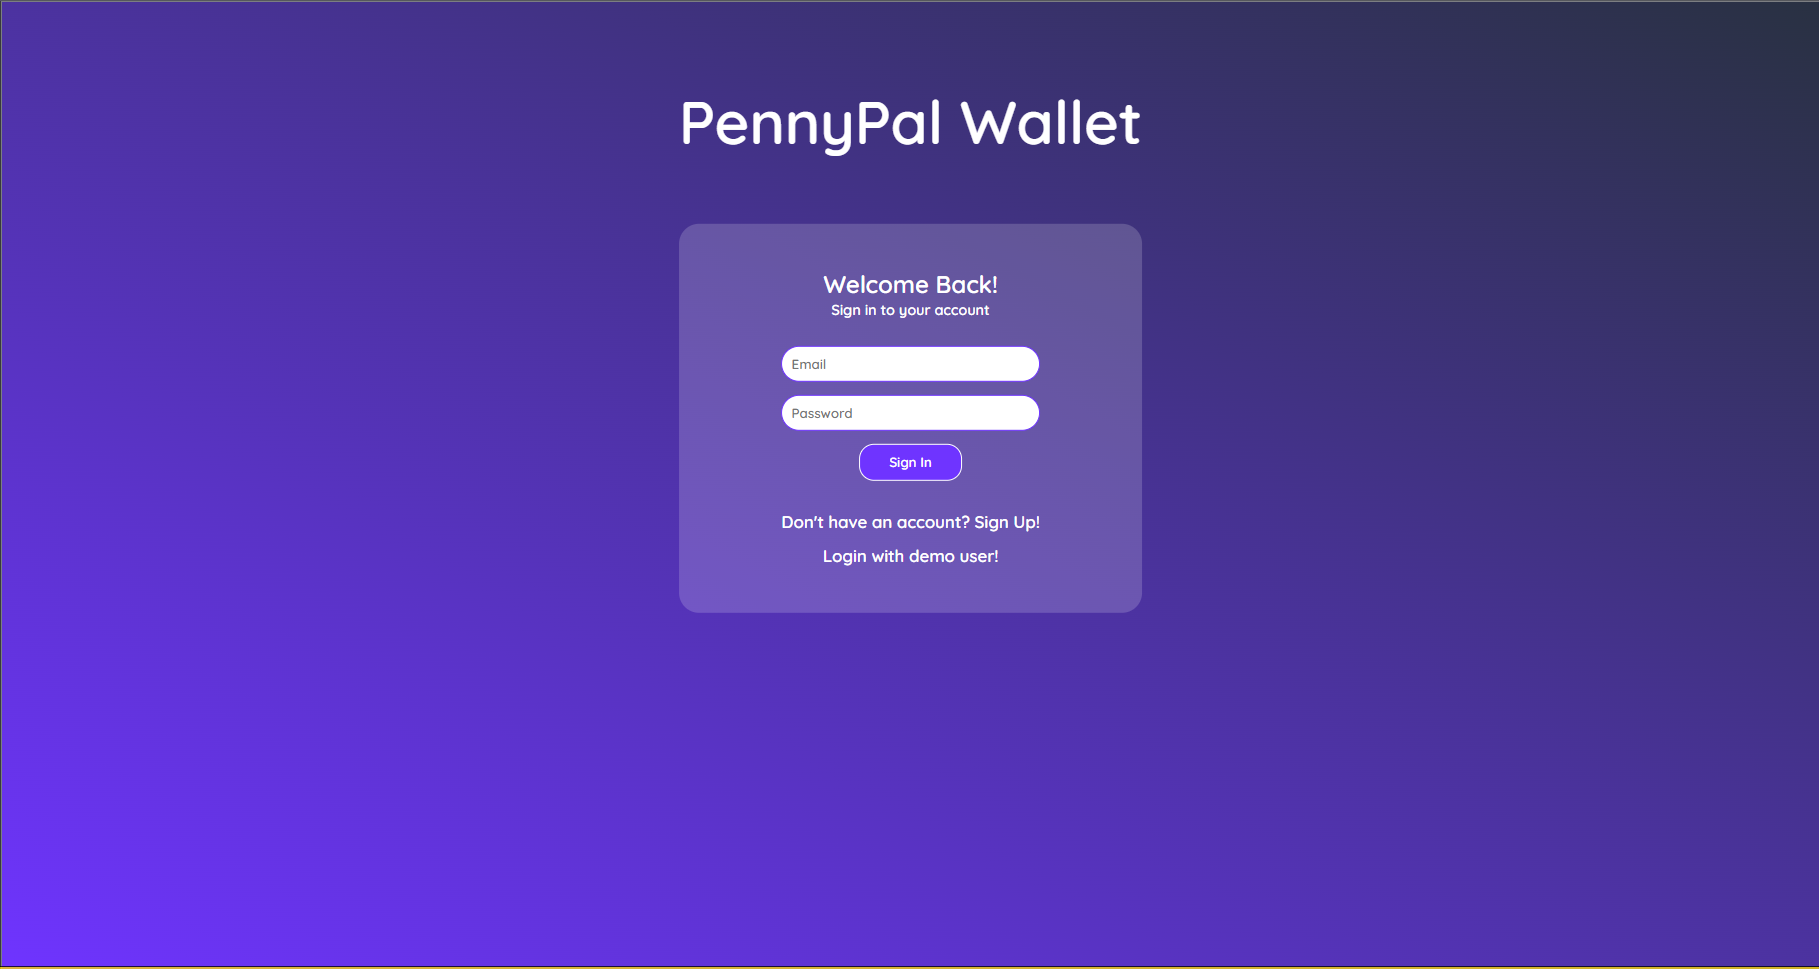 PennyPal Wallet
Welcome Back!
Sign in to your account
Email
Password
Sign In
Don't have an account? Sign Up!
Login with demo user!